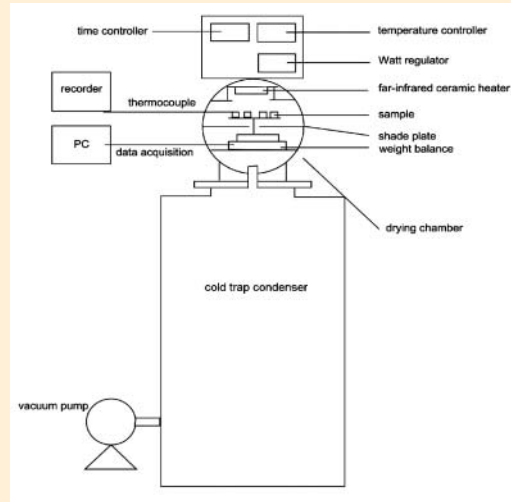 time controller
temperature controller
Watt regulator
recorder
far-infrared ceramic heater
thermocouple
sample
shade plate
PC
data acquisition
weight balance
drying chamber
cold trap condenser
vacuum pump